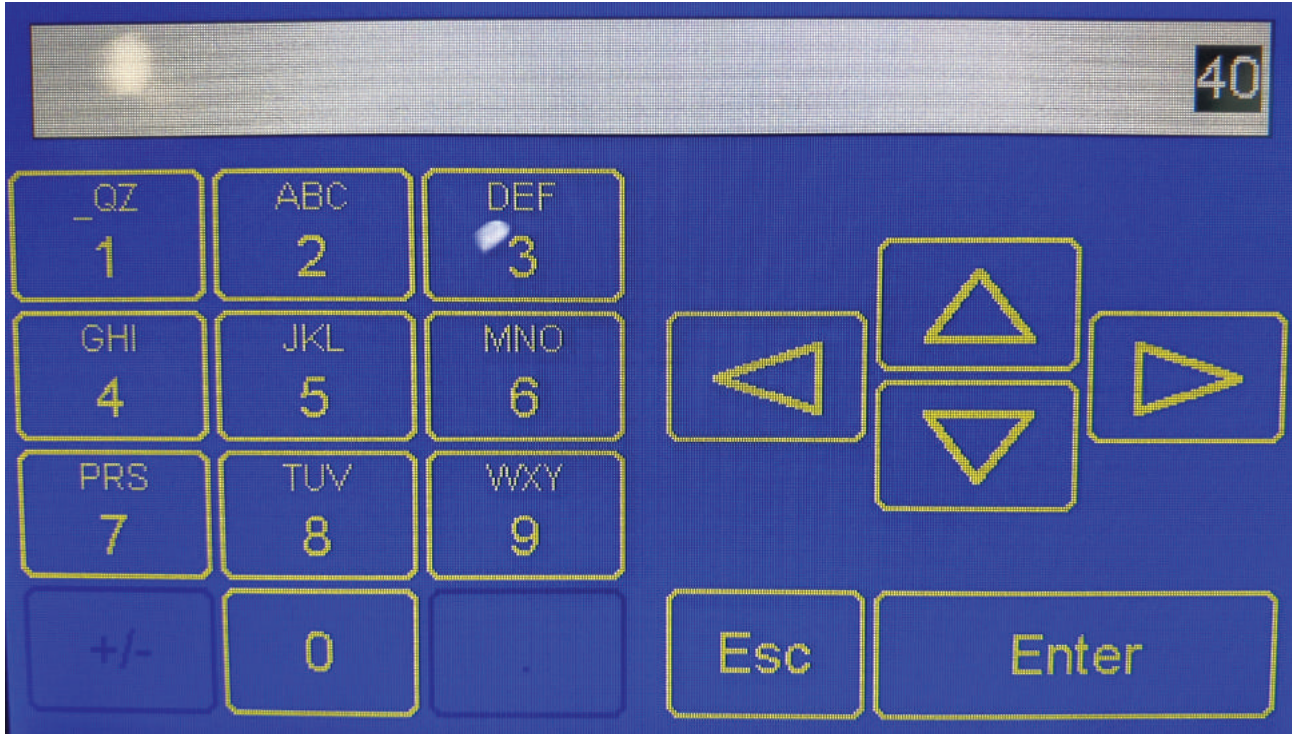 40
_QZ ABC DEF
1 2 3
GHI JKL MNO
4 5 6
PRS TUV WXY
7 8 9
+/- 0 . Esc Enter